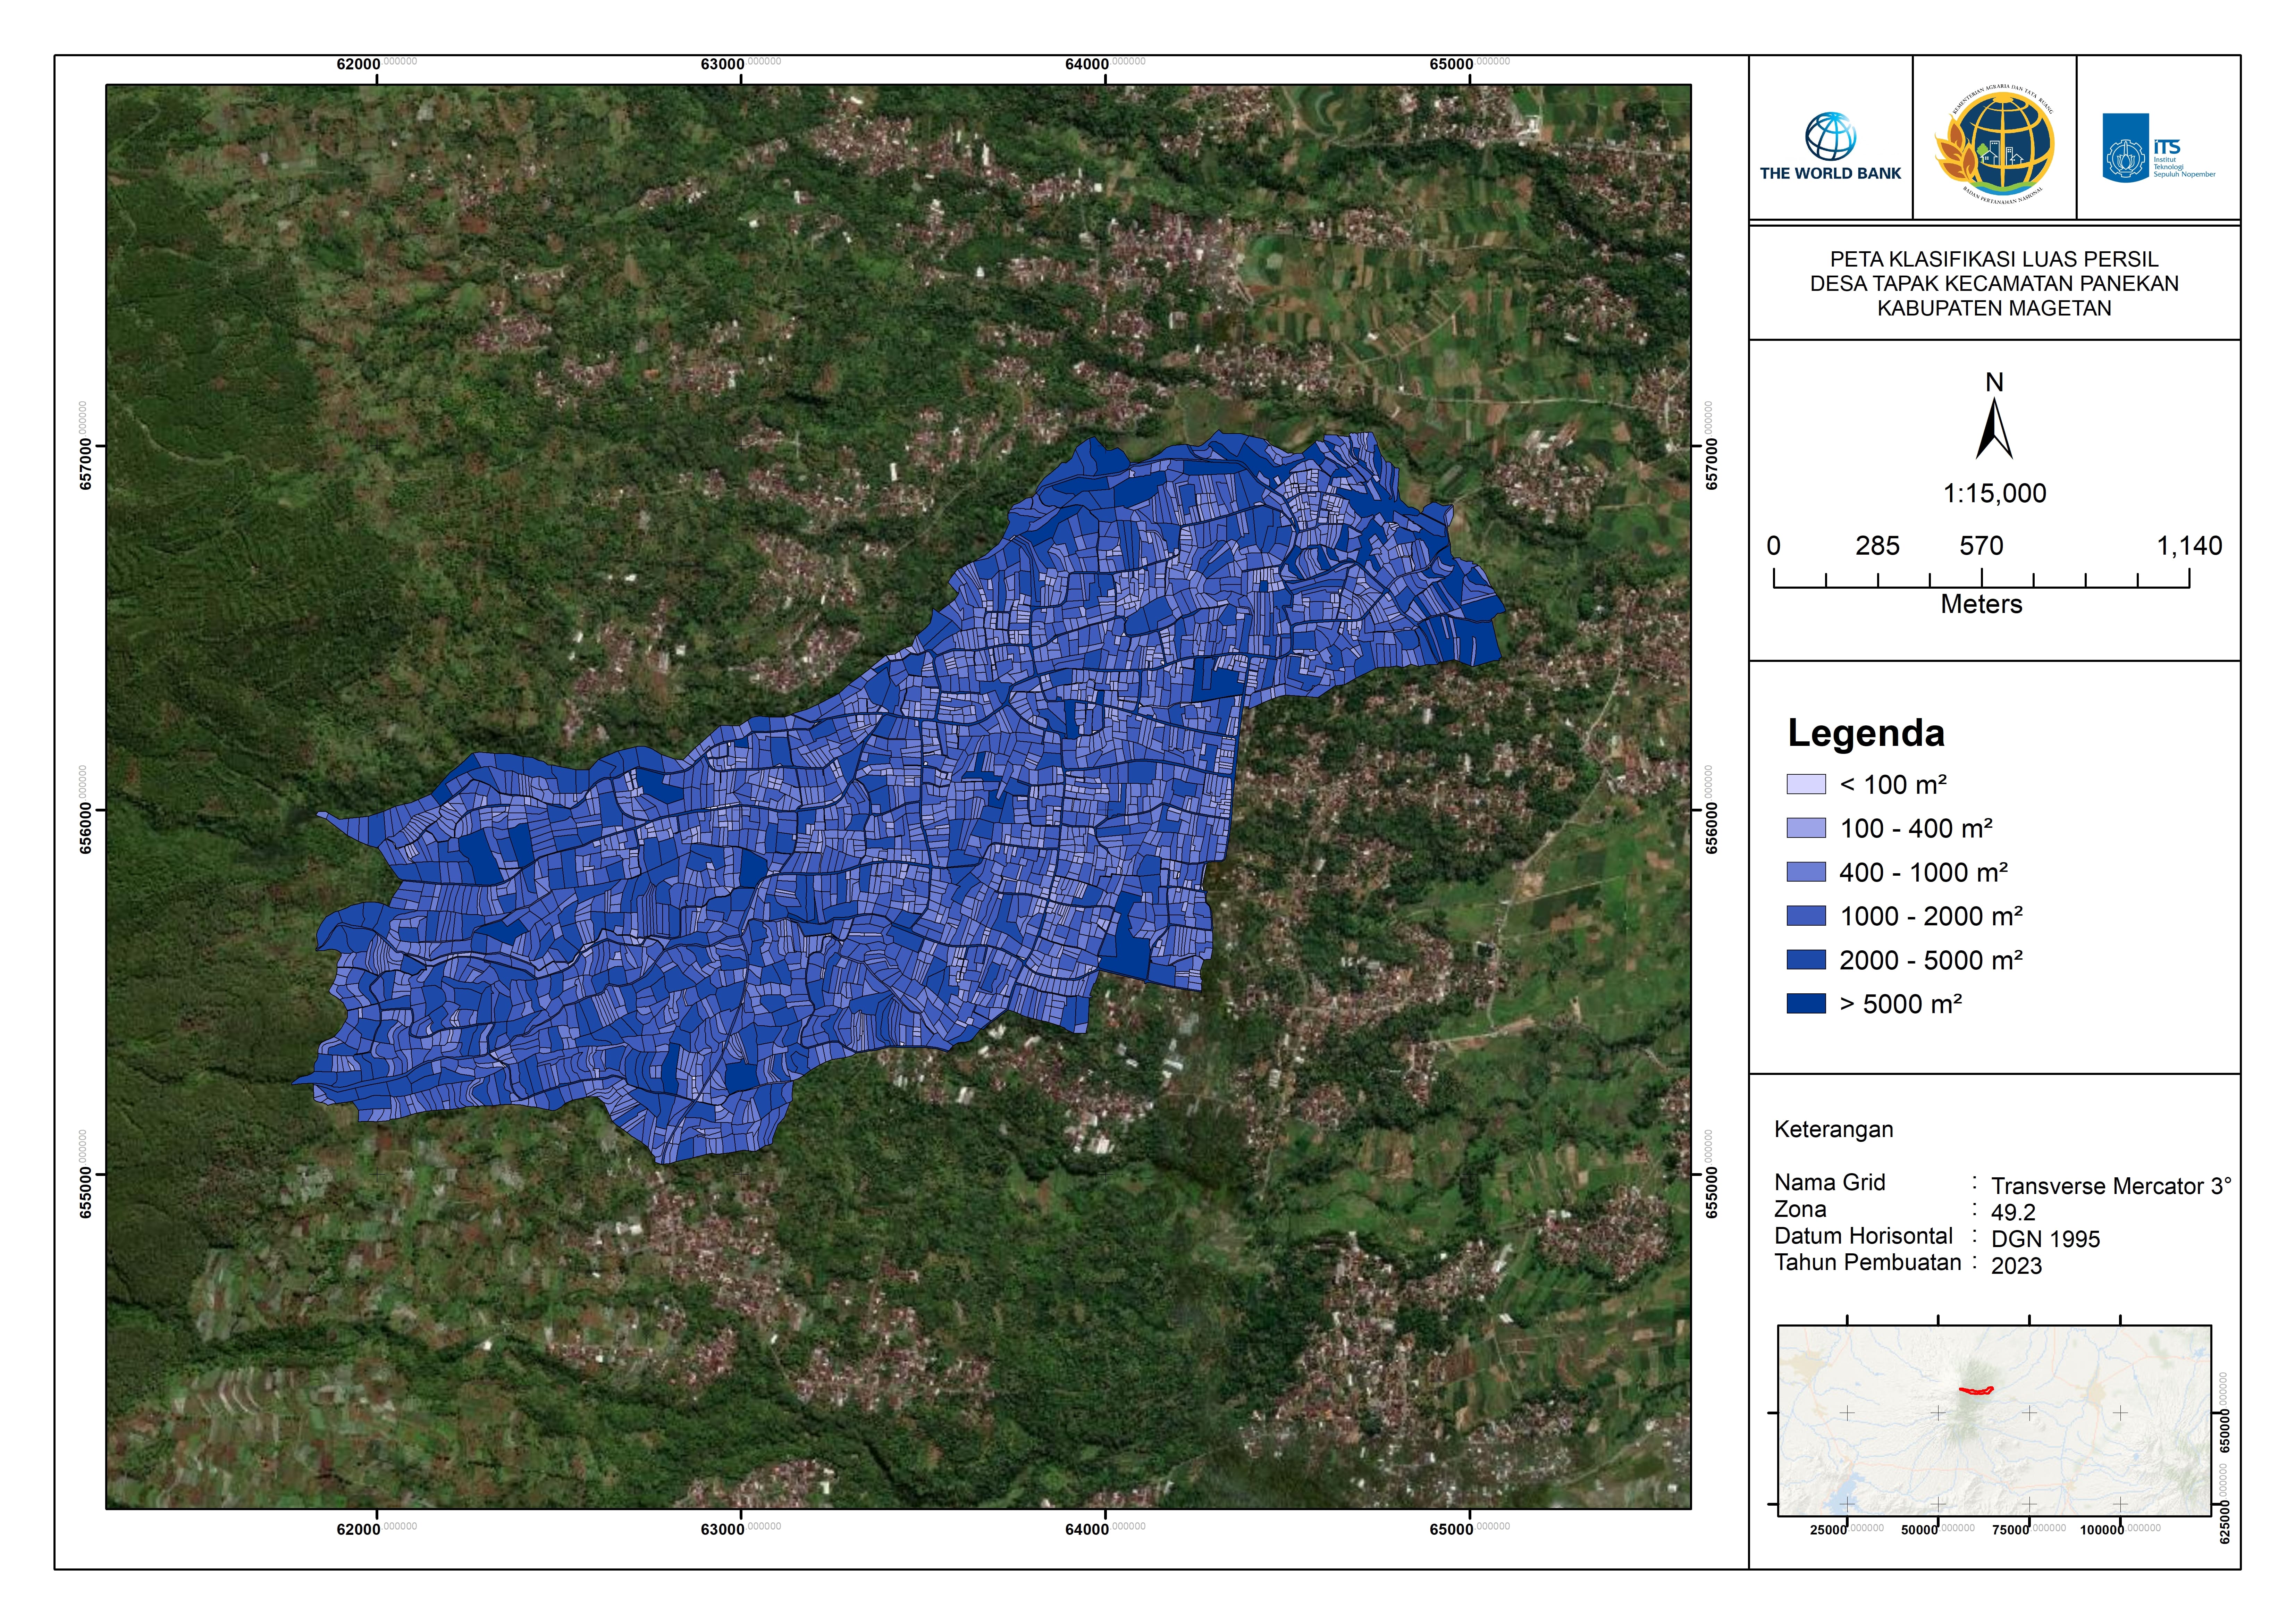 62000.000000 63000.000000 64000.000000 65000.000000
657000.000000
656000.000000
655000.000000
657000.000000
656000.000000
655000.000000
62000.000000 63000.000000 64000.000000 65000.000000
THE WORLD BANK
KEMENTERIAN AGRARIA DAN TATA RUANG
BADAN PERTANAHAN NASIONAL
iTS
Institut
Teknologi
Sepuluh Nopember
PETA KLASIFIKASI LUAS PERSIL
DESA TAPAK KECAMATAN PANEKAN
KABUPATEN MAGETAN
N
1:15,000
0 285 570 1,140
Meters
Legenda
< 100 m²
100 - 400 m²
400 - 1000 m²
1000 - 2000 m²
2000 - 5000 m²
> 5000 m²
Keterangan
Nama Grid : Transverse Mercator 3°
Zona : 49.2
Datum Horisontal : DGN 1995
Tahun Pembuatan : 2023
650000.000000
625000.000000
25000.000000 50000.000000 75000.000000 100000.000000